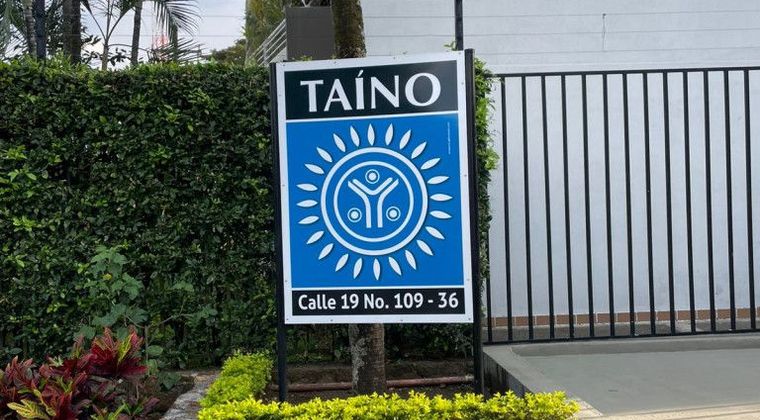 TAÍNO
Calle 19 No. 109 - 36